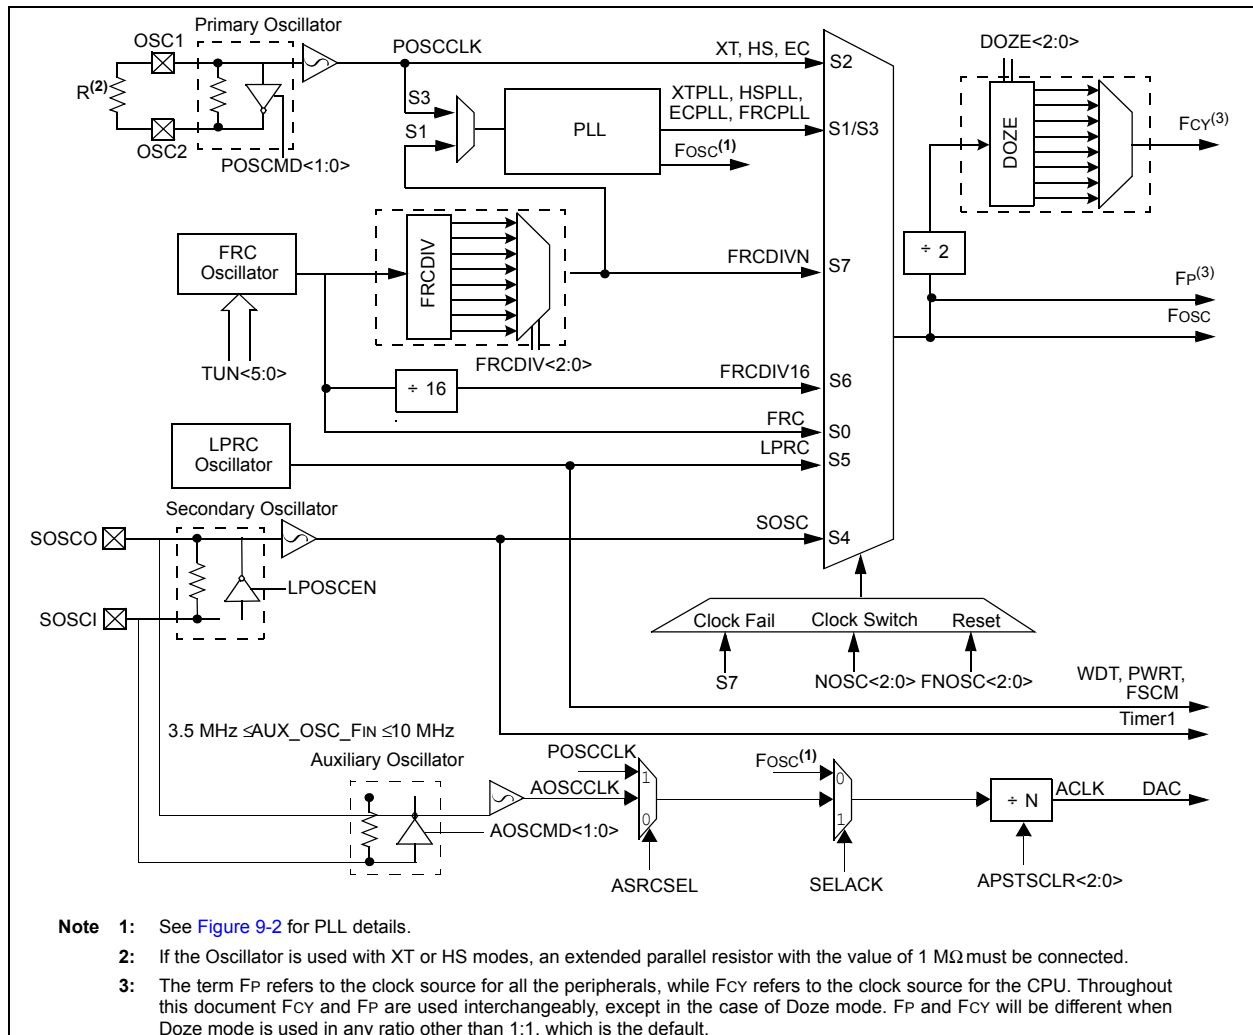 Primary Oscillator
OSC1
R(2)
OSC2
POSCMD<1:0>
POSCCLK
S3
S1
PLL
XT, HS, EC
S2
XTPLL, HSPLL,
ECPLL, FRCPLL
S1/S3
FOSC(1)
DOZE<2:0>
DOZE
FCY(3)
÷ 2
FP(3)
FOSC
FRC
Oscillator
TUN<5:0>
FRCDIV
FRCDIV<2:0>
FRCDIVN
S7
÷ 16
FRCDIV16
S6
FRC
S0
LPRC
Oscillator
LPRC
S5
Secondary Oscillator
SOSCO
SOSCI
LPOSCEN
SOSC
S4
Clock Fail
Clock Switch
Reset
S7
NOSC<2:0>
FNOSC<2:0>
WDT, PWRT,
FSCM
Timer1
3.5 MHz ≤AUX_OSC_FIN ≤10 MHz
Auxiliary Oscillator
AOSCMD<1:0>
POSCCLK
AOSCCLK
1
0
ASRCSEL
FOSC(1)
0
1
SELACK
÷ N
APSTSCLR<2:0>
ACLK
DAC
Note 1: See Figure 9-2 for PLL details.
2: If the Oscillator is used with XT or HS modes, an extended parallel resistor with the value of 1 MΩ must be connected.
3: The term FP refers to the clock source for all the peripherals, while FCY refers to the clock source for the CPU. Throughout
this document FCY and FP are used interchangeably, except in the case of Doze mode. FP and FCY will be different when
Doze mode is used in any ratio other than 1:1, which is the default.